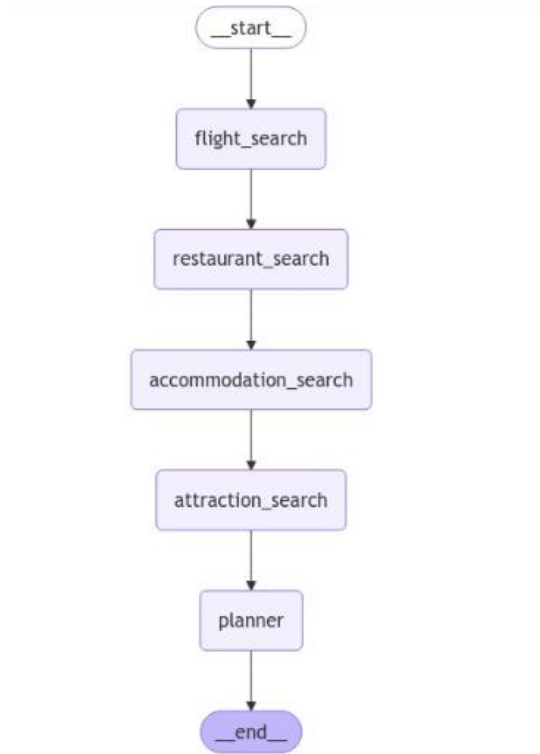 __start__
flight_search
restaurant_search
accommodation_search
attraction_search
planner
__end__